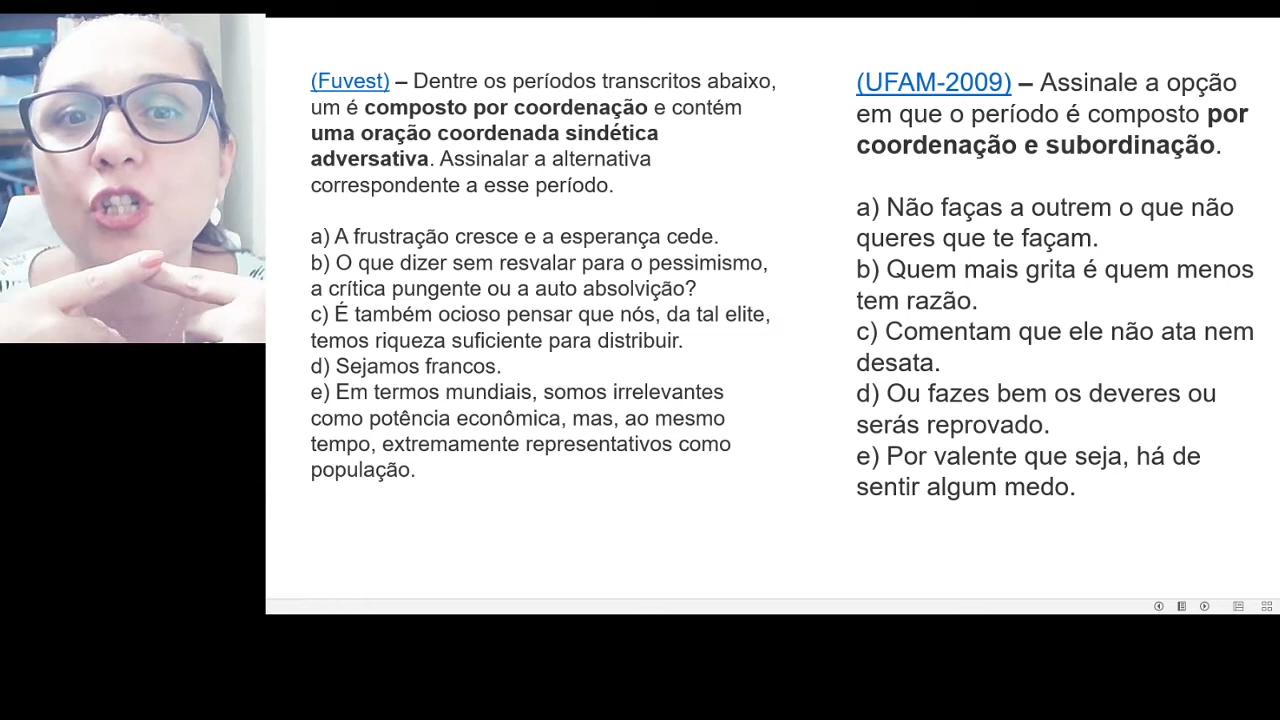 (Fuvest) – Dentre os períodos transcritos abaixo,
um é composto por coordenação e contém
uma oração coordenada sindética
adversativa. Assinalar a alternativa
correspondente a esse período.
a) A frustração cresce e a esperança cede.
b) O que dizer sem resvalar para o pessimismo,
a crítica pungente ou a auto absolvição?
c) É também ocioso pensar que nós, da tal elite,
temos riqueza suficiente para distribuir.
d) Sejamos francos.
e) Em termos mundiais, somos irrelevantes
como potência econômica, mas, ao mesmo
tempo, extremamente representativos como
população.
(UFAM-2009) – Assinale a opção
em que o período é composto por
coordenação e subordinação.
a) Não faças a outrem o que não
queres que te façam.
b) Quem mais grita é quem menos
tem razão.
c) Comentam que ele não ata nem
desata.
d) Ou fazes bem os deveres ou
serás reprovado.
e) Por valente que seja, há de
sentir algum medo.